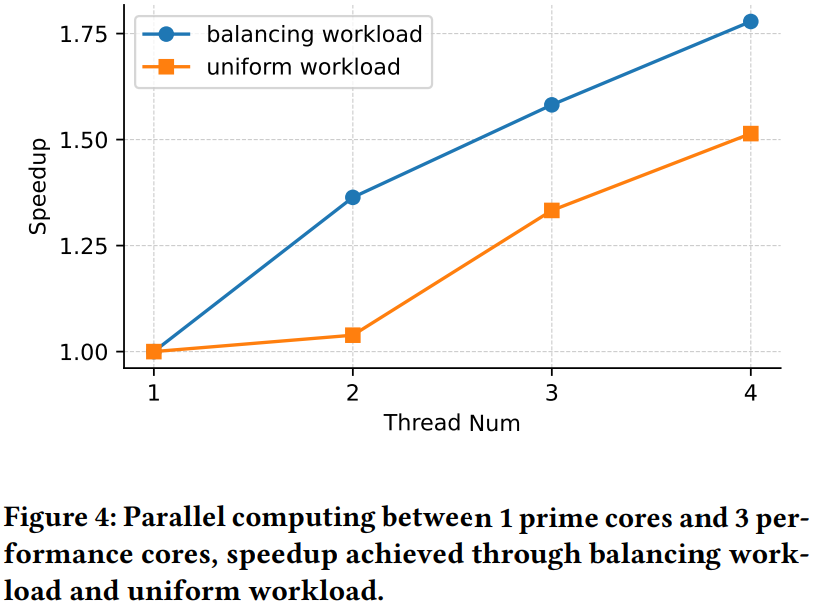 1.75
1.50
1.25
1.00
Speedup
balancing workload
uniform workload
1
2
3
4
Thread Num
Figure 4: Parallel computing between 1 prime cores and 3 per-
formance cores, speedup achieved through balancing work-
load and uniform workload.